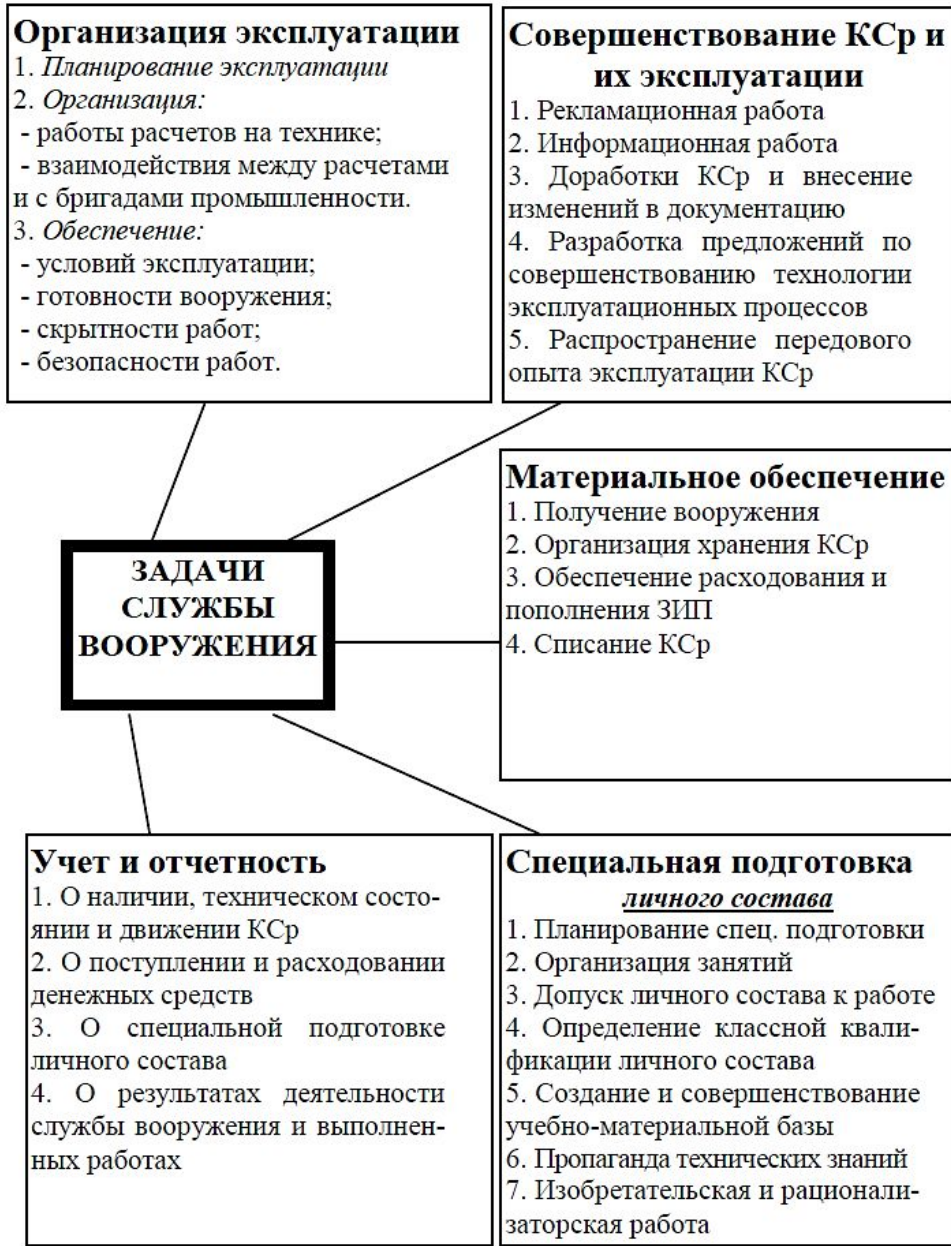 Организация эксплуатации
1. Планирование эксплуатации
2. Организация:
- работы расчетов на технике;
- взаимодействия между расчетами
и с бригадами промышленности.
3. Обеспечение:
- условий эксплуатации;
- готовности вооружения;
- скрытности работ;
- безопасности работ.
Совершенствование КСр и
их эксплуатации
1. Рекламационная работа
2. Информационная работа
3. Доработки КСр и внесение
изменений в документацию
4. Разработка предложений по
совершенствованию технологии
эксплуатационных процессов
5. Распространение передового
опыта эксплуатации КСр
Материальное обеспечение
1. Получение вооружения
2. Организация хранения КСр
3. Обеспечение расходования и
пополнения ЗИП
4. Списание КСр
ЗАДАЧИ
СЛУЖБЫ
ВООРУЖЕНИЯ
Учет и отчетность
1. О наличии, техническом состо-
янии и движении КСр
2. О поступлении и расходовании
денежных средств
3. О специальной подготовке
личного состава
4. О результатах деятельности
службы вооружения и выполнен-
ных работах
Специальная подготовка
личного состава
1. Планирование спец. подготовки
2. Организация занятий
3. Допуск личного состава к работе
4. Определение классной квали-
фикации личного состава
5. Создание и совершенствование
учебно-материальной базы
6. Пропаганда технических знаний
7. Изобретательская и рационали-
заторская работа